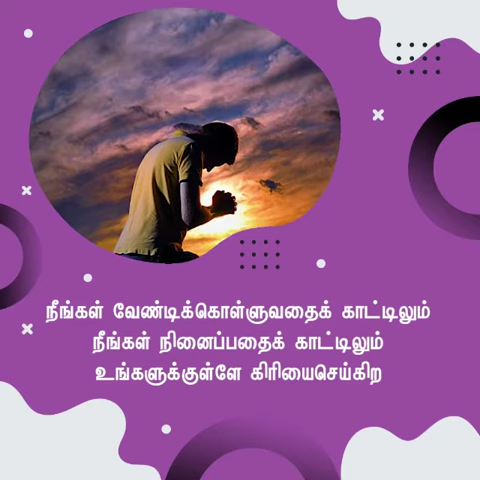 நீங்கள் வேண்டிக்கொள்ளுவதைக் காட்டிலும்
நீங்கள் நினைப்பதைக் காட்டிலும்
உங்களுக்குள்ளே கிரியைசெய்கிற